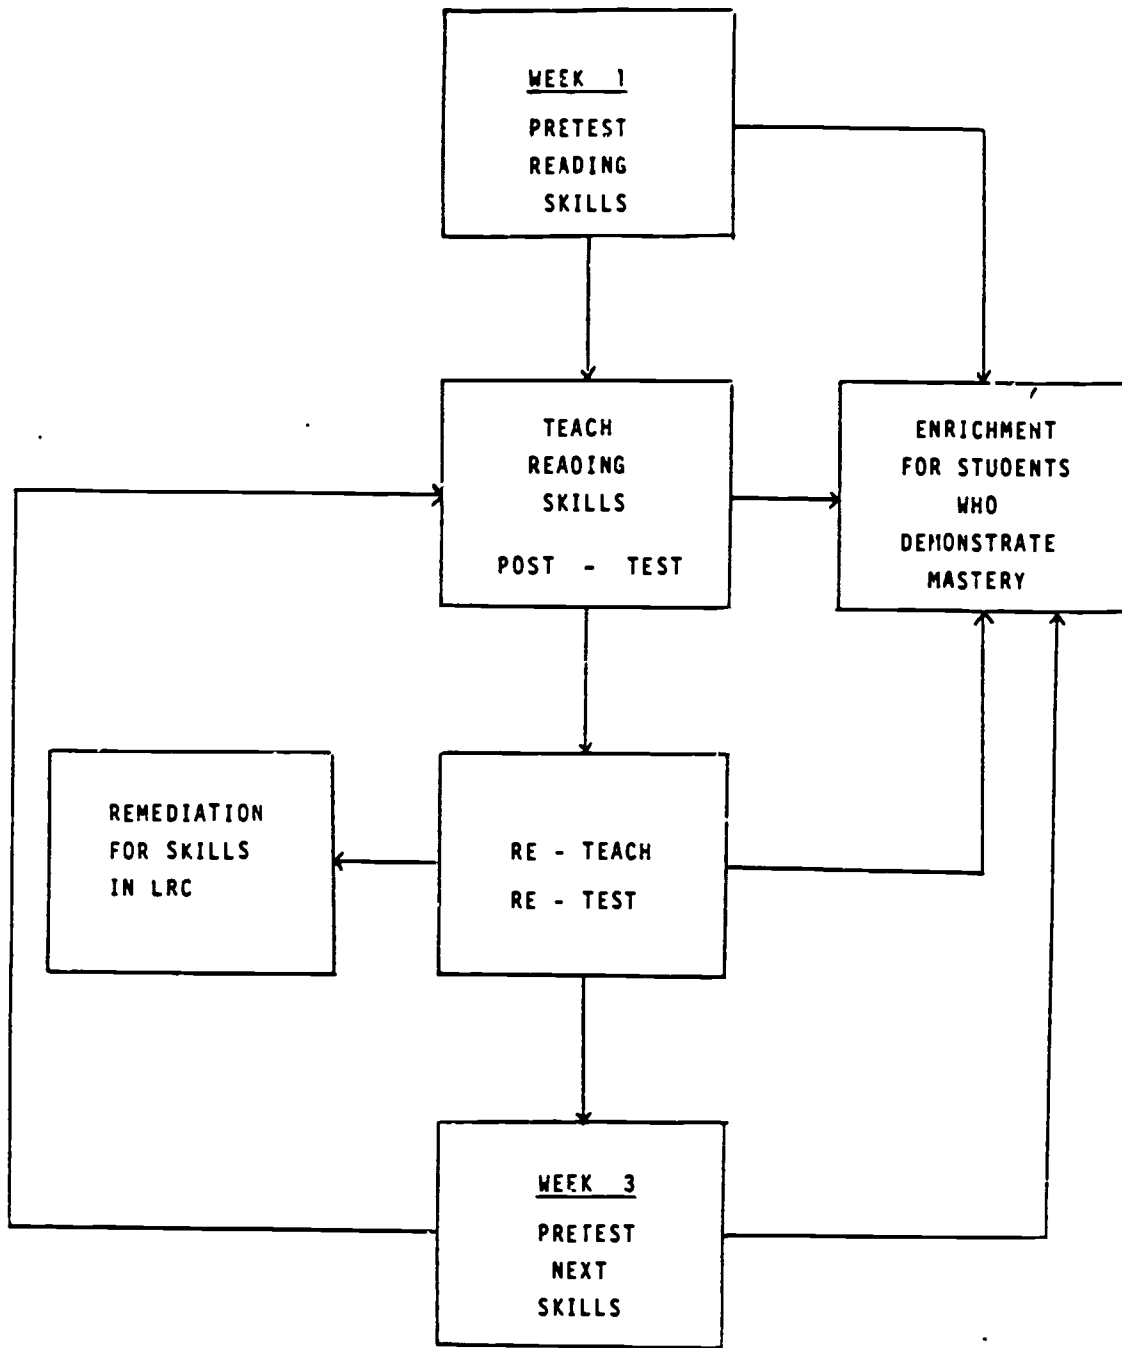 WEEK 1
PRETEST
READING
SKILLS
TEACH
READING
SKILLS
POST - TEST
ENRICHMENT
FOR STUDENTS
WHO
DEMONSTRATE
MASTERY
REMEDIATION
FOR SKILLS
IN LRC
RE - TEACH
RE - TEST
WEEK 3
PRETEST
NEXT
SKILLS